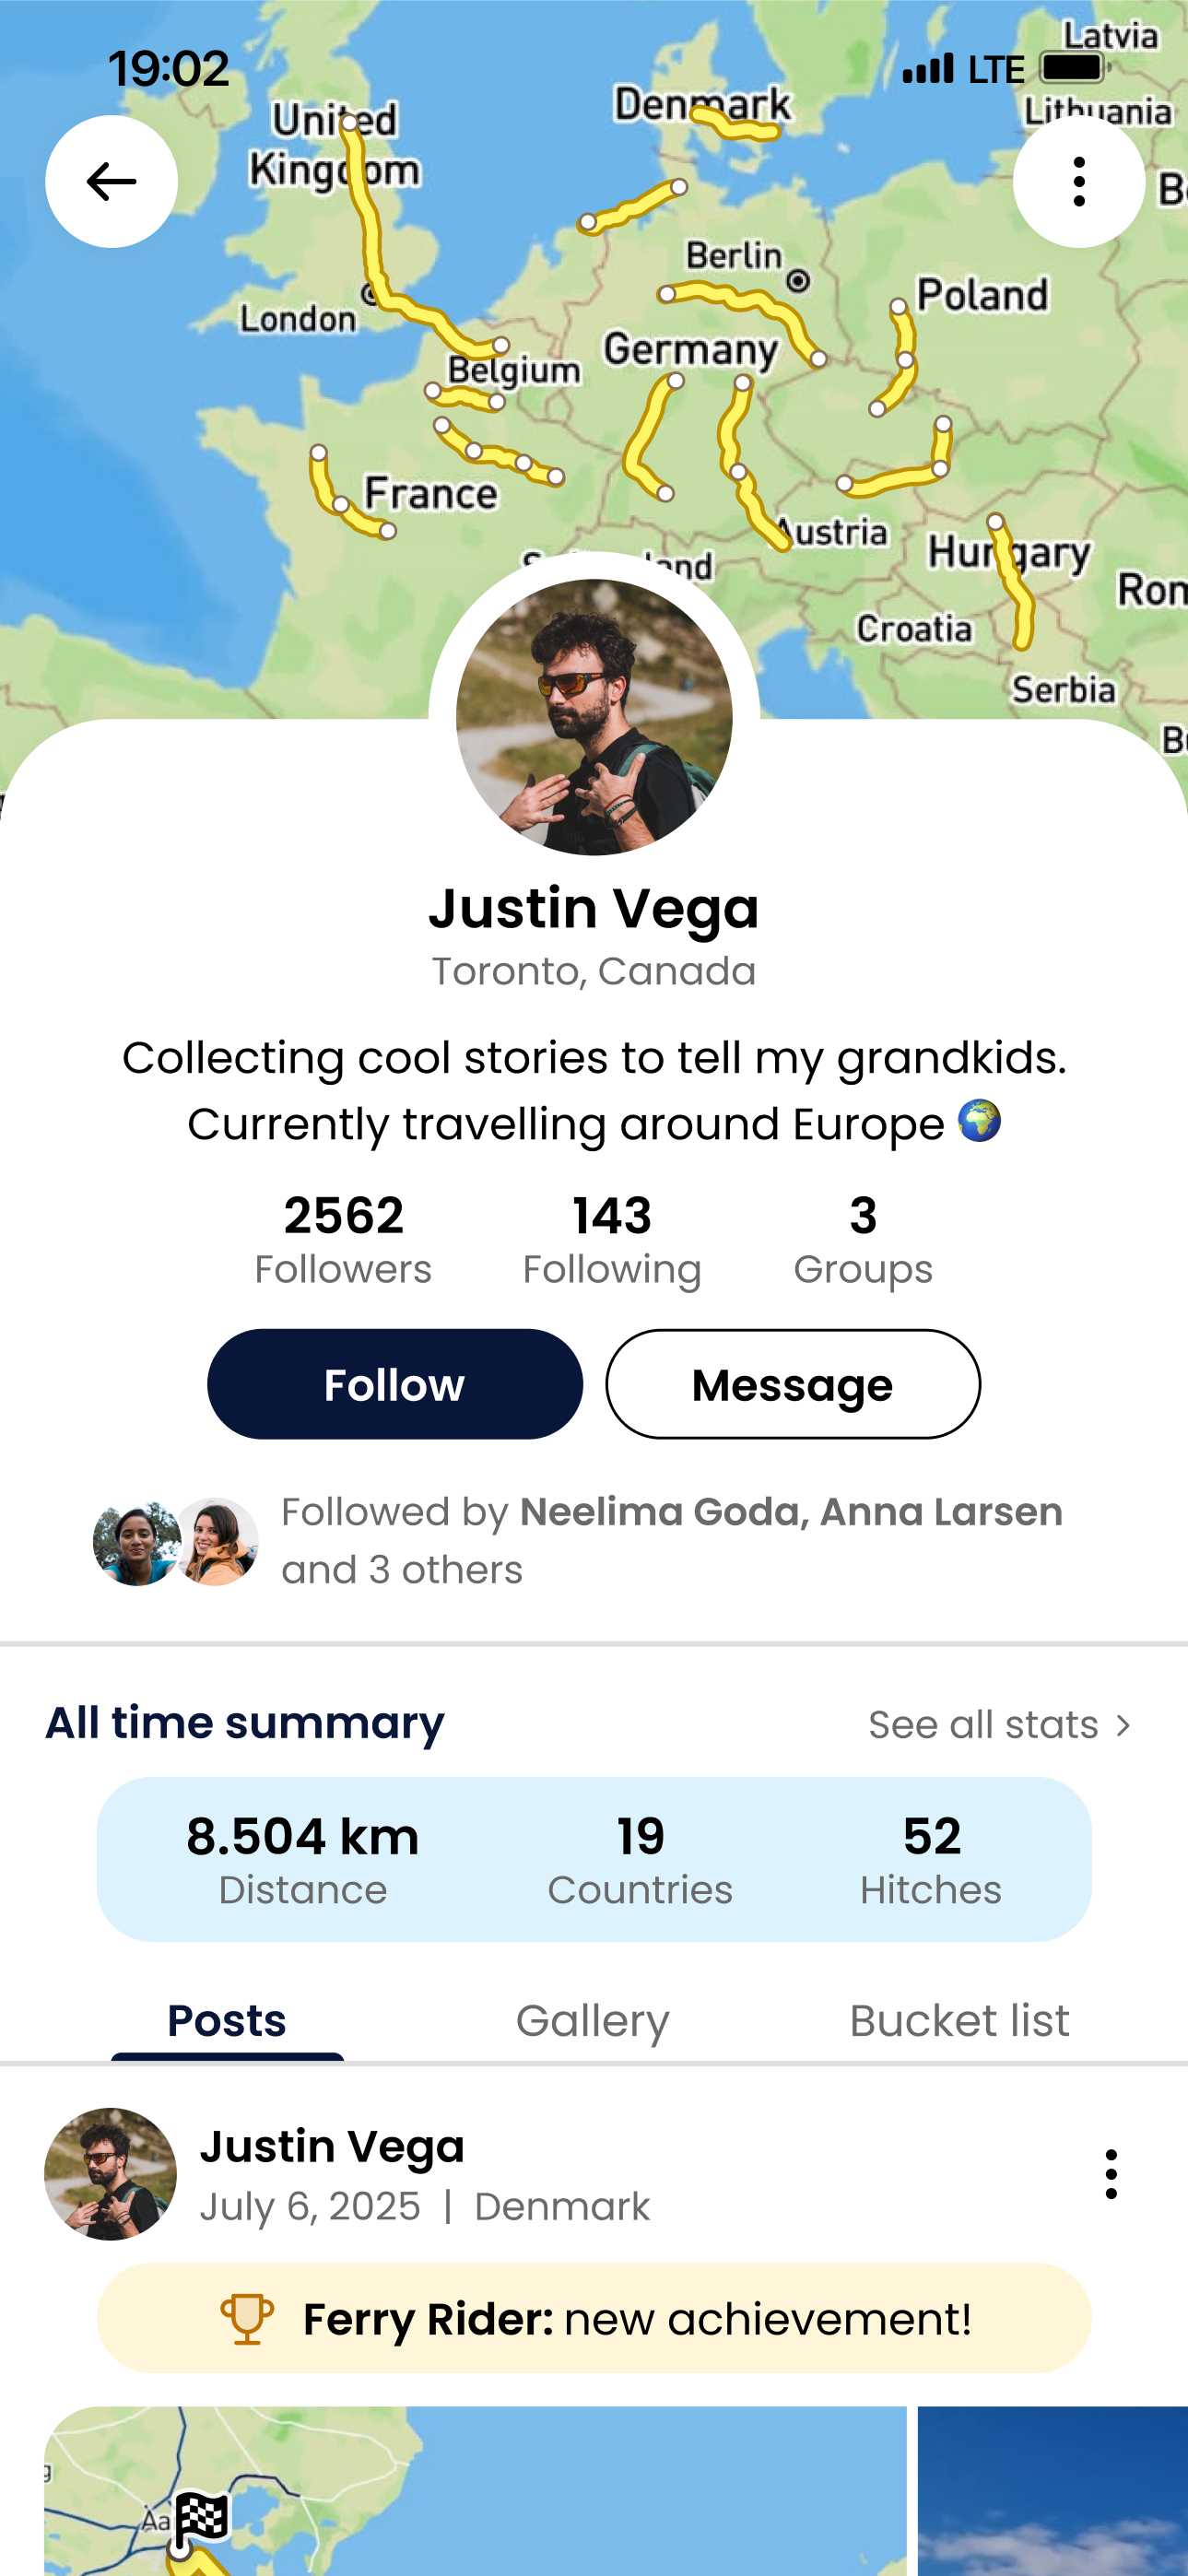 19:02
LTE
Latvia
Lithuania
Denmark
United
Kingdom
Berlin
Poland
London
Germany
Belgium
France
Austria
Hungary
Croatia
Serbia
Justin Vega
Toronto, Canada
Collecting cool stories to tell my grandkids.
Currently travelling around Europe 🌍
2562 143 3
Followers Following Groups
Follow Message
Followed by Neelima Goda, Anna Larsen
and 3 others
All time summary See all stats >
8.504 km 19 52
Distance Countries Hitches
Posts Gallery Bucket list
Justin Vega
July 6, 2025 | Denmark
Ferry Rider: new achievement!
Aa